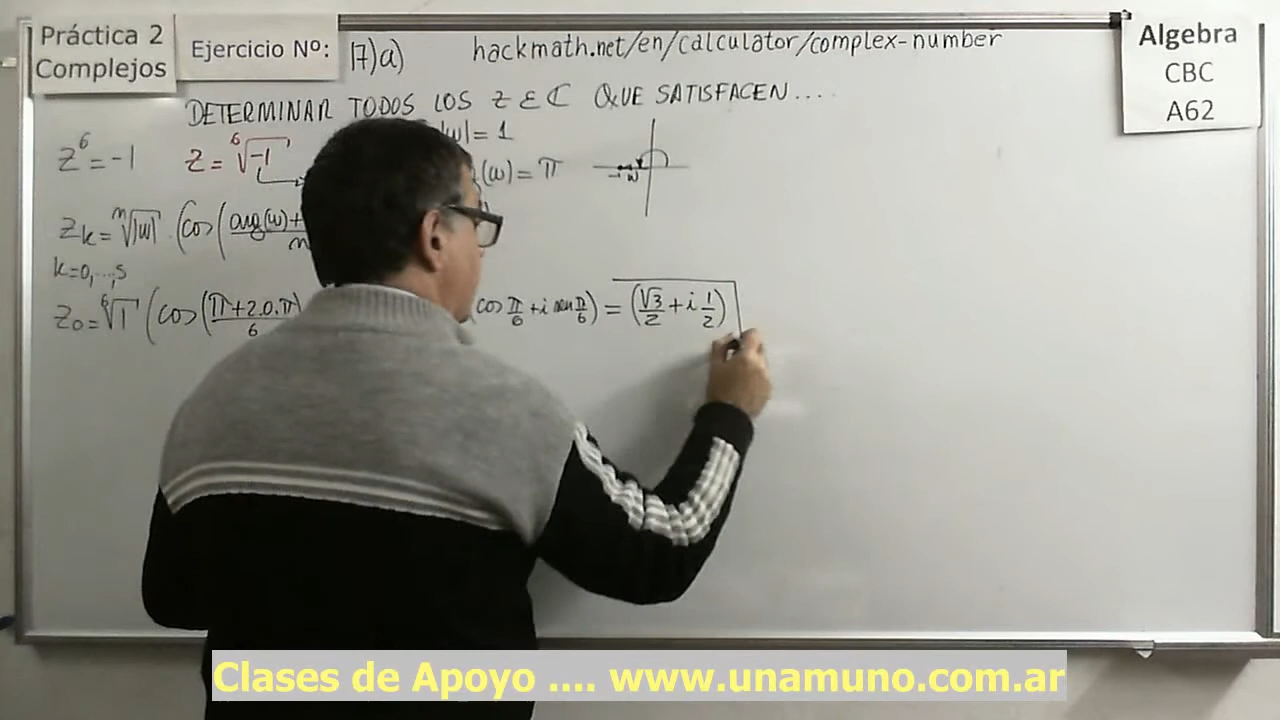 Práctica 2
Complejos
Ejercicio Nº:
17)a)
hackmath.net/en/calculator/complex-number
Algebra
CBC
A62
DETERMINAR TODOS LOS Z ∈ ℂ QUE SATISFACEN....
z⁶ = -1
z = ⁶√-1
|w| = 1
(w) = π
-1 w
Zk = ⁿ√|w| . (cos(arg(w)+
n
k=0,...,5
Z0 = ⁶√1 (cos(π+2.0.π)/6
cos π/6 + i sen π/6) = (√3/2 + i 1/2)
Clases de Apoyo .... www.unamuno.com.ar